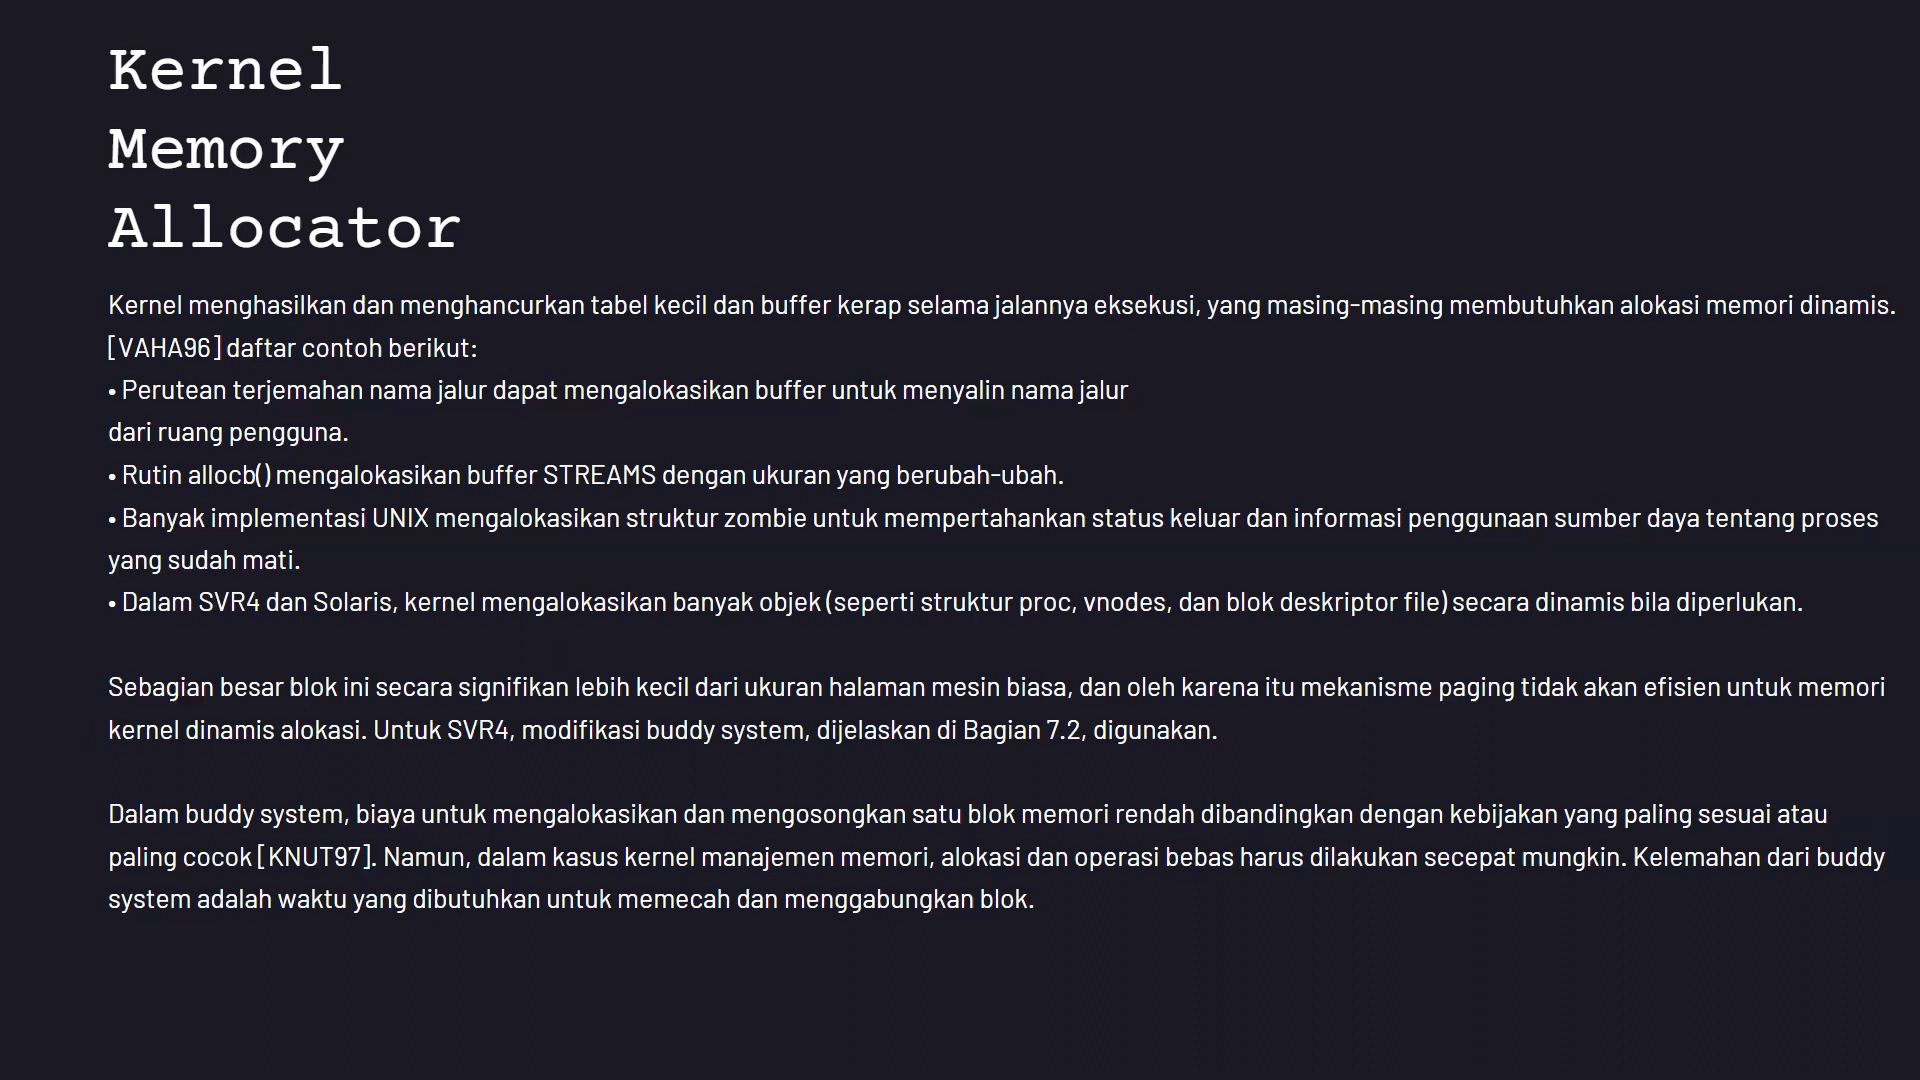 Kernel
Memory
Allocator
Kernel menghasilkan dan menghancurkan tabel kecil dan buffer kerap selama jalannya eksekusi, yang masing-masing membutuhkan alokasi memori dinamis.
[VAHA96] daftar contoh berikut:
• Perutean terjemahan nama jalur dapat mengalokasikan buffer untuk menyalin nama jalur
dari ruang pengguna.
• Rutin allocb() mengalokasikan buffer STREAMS dengan ukuran yang berubah-ubah.
• Banyak implementasi UNIX mengalokasikan struktur zombie untuk mempertahankan status keluar dan informasi penggunaan sumber daya tentang proses
yang sudah mati.
• Dalam SVR4 dan Solaris, kernel mengalokasikan banyak objek (seperti struktur proc, vnodes, dan blok deskriptor file) secara dinamis bila diperlukan.
Sebagian besar blok ini secara signifikan lebih kecil dari ukuran halaman mesin biasa, dan oleh karena itu mekanisme paging tidak akan efisien untuk memori
kernel dinamis alokasi. Untuk SVR4, modifikasi buddy system, dijelaskan di Bagian 7.2, digunakan.
Dalam buddy system, biaya untuk mengalokasikan dan mengosongkan satu blok memori rendah dibandingkan dengan kebijakan yang paling sesuai atau
paling cocok [KNUT97]. Namun, dalam kasus kernel manajemen memori, alokasi dan operasi bebas harus dilakukan secepat mungkin. Kelemahan dari buddy
system adalah waktu yang dibutuhkan untuk memecah dan menggabungkan blok.